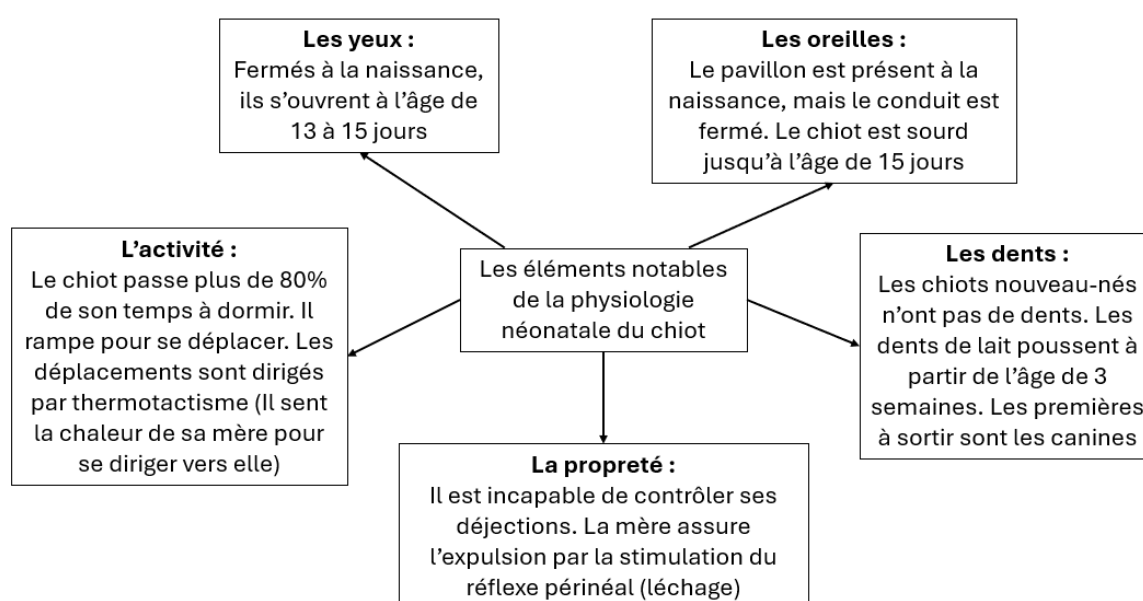 Les yeux :
Fermés à la naissance,
ils s’ouvrent à l’âge de
13 à 15 jours
Les oreilles :
Le pavillon est présent à la
naissance, mais le conduit est
fermé. Le chiot est sourd
jusqu’à l’âge de 15 jours
L’activité :
Le chiot passe plus de 80%
de son temps à dormir. Il
rampe pour se déplacer. Les
déplacements sont dirigés
par thermotactisme (Il sent
la chaleur de sa mère pour
se diriger vers elle)
Les éléments notables
de la physiologie
néonatale du chiot
Les dents :
Les chiots nouveau-nés
n’ont pas de dents. Les
dents de lait poussent à
partir de l’âge de 3
semaines. Les premières
à sortir sont les canines
La propreté :
Il est incapable de contrôler ses
déjections. La mère assure
l’expulsion par la stimulation du
réflexe périnéal (léchage)